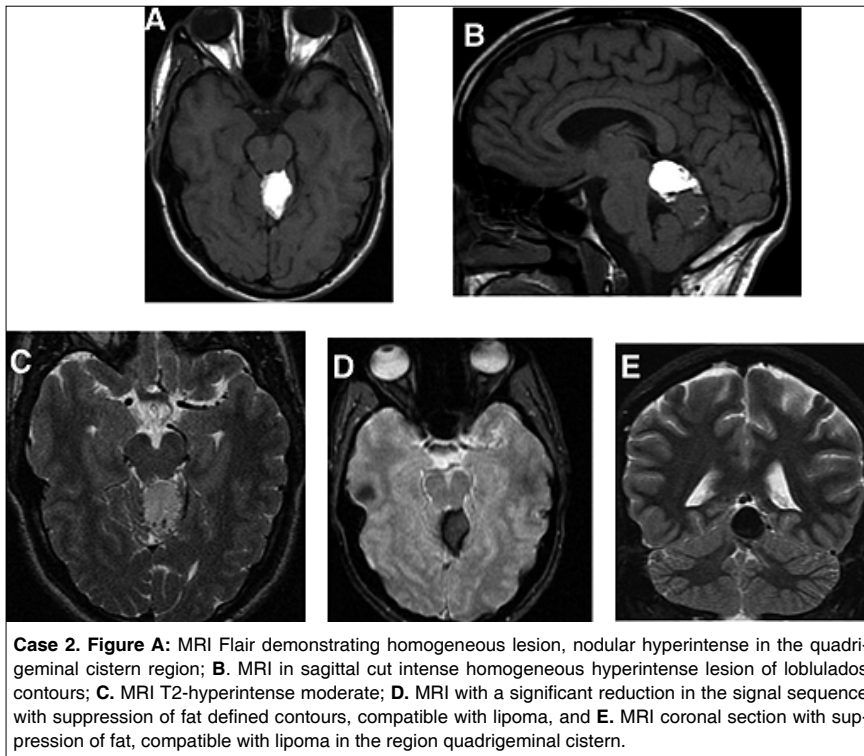 A
B
C
D
E
Case 2. Figure A: MRI Flair demonstrating homogeneous lesion, nodular hyperintense in the quadri-
geminal cistern region; B. MRI in sagittal cut intense homogeneous hyperintense lesion of loblulados
contours; C. MRI T2-hyperintense moderate; D. MRI with a significant reduction in the signal sequence
with suppression of fat defined contours, compatible with lipoma, and E. MRI coronal section with sup-
pression of fat, compatible with lipoma in the region quadrigeminal cistern.